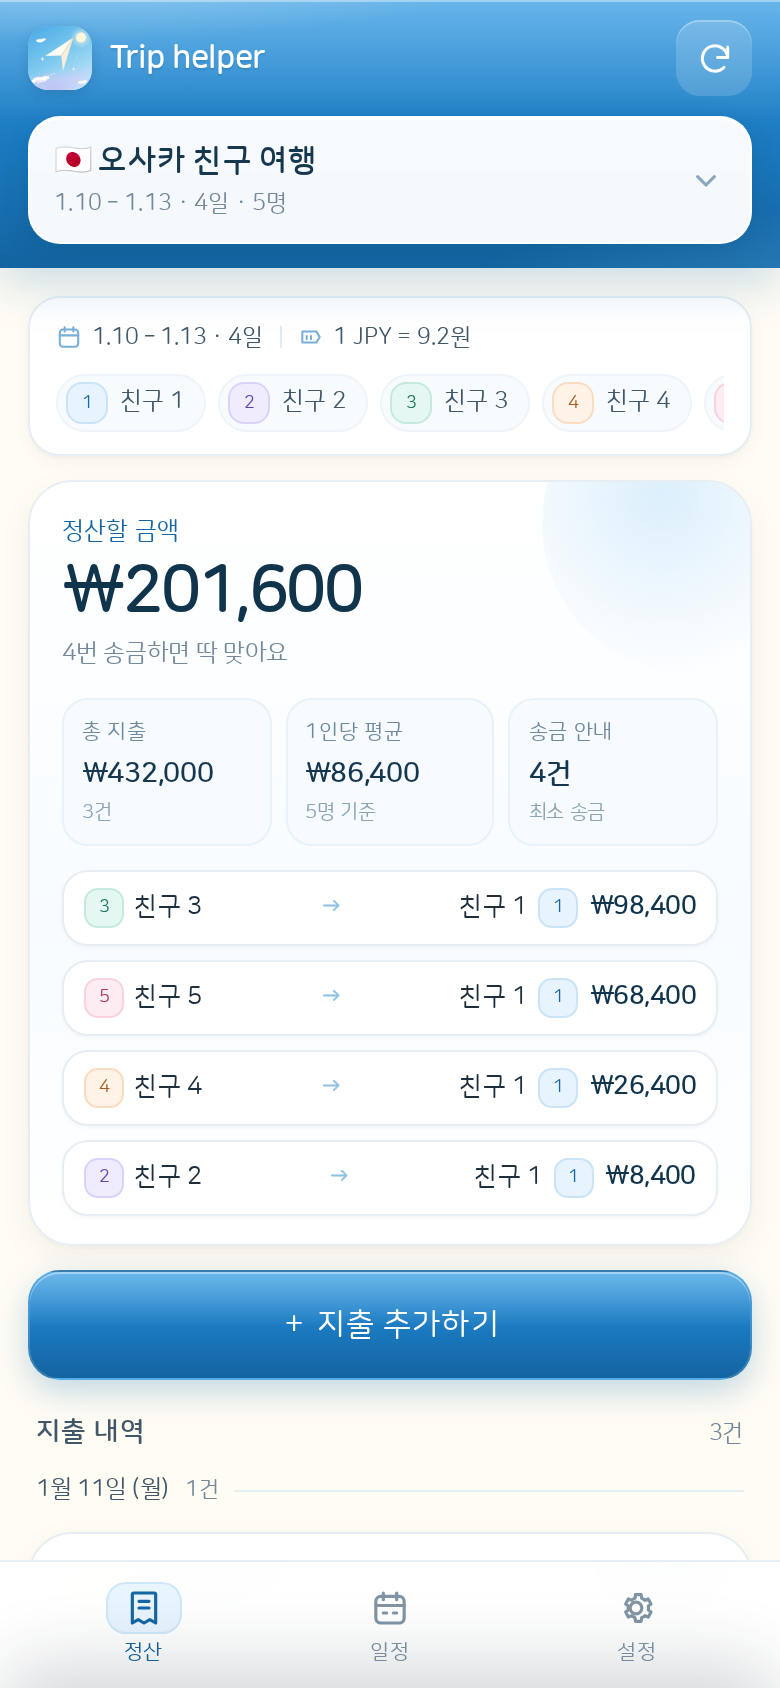 Trip helper
🇯🇵 오사카 친구 여행
1.10 – 1.13 · 4일 · 5명
1.10 – 1.13 · 4일 | 1 JPY = 9.2원
1 친구 1 2 친구 2 3 친구 3 4 친구 4
정산할 금액
₩201,600
4번 송금하면 딱 맞아요
총 지출 1인당 평균 송금 안내
₩432,000 ₩86,400 4건
3건 5명 기준 최소 송금
3 친구 3 → 친구 1 1 ₩98,400
5 친구 5 → 친구 1 1 ₩68,400
4 친구 4 → 친구 1 1 ₩26,400
2 친구 2 → 친구 1 1 ₩8,400
+ 지출 추가하기
지출 내역 3건
1월 11일 (월) 1건
정산 일정 설정